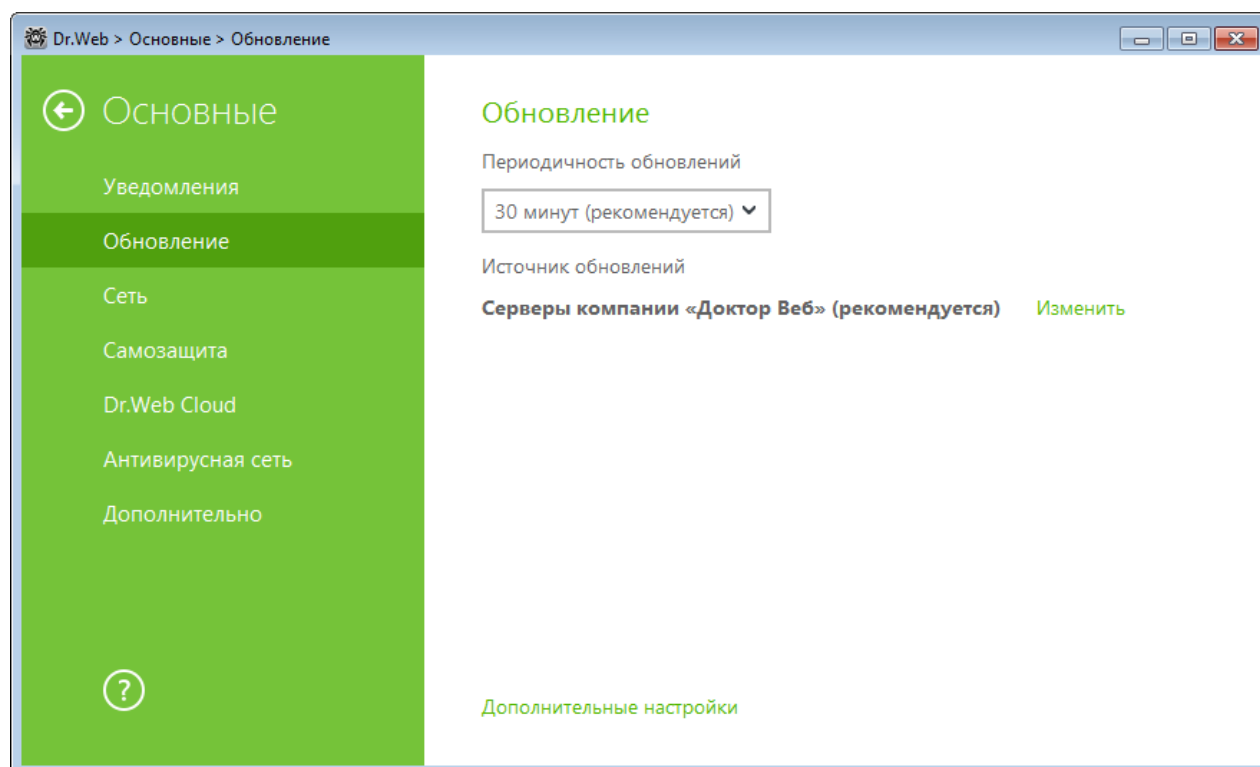 Dr.Web > Основные > Обновление
Основные
Уведомления
Обновление
Сеть
Самозащита
Dr.Web Cloud
Антивирусная сеть
Дополнительно
?
Обновление
Периодичность обновлений
30 минут (рекомендуется)
Источник обновлений
Серверы компании «Доктор Веб» (рекомендуется) Изменить
Дополнительные настройки